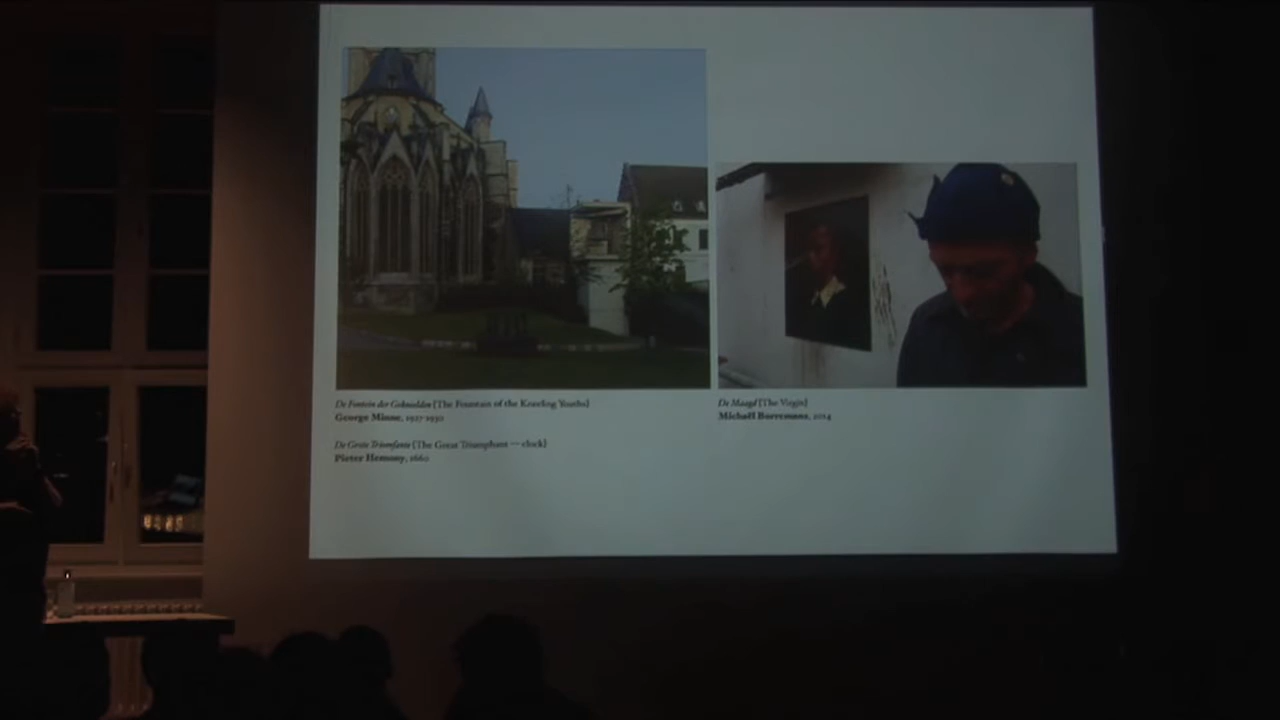 De Fontein der Geknielden (The Fountain of the Kneeling Youths)
George Minne, 1927-1930
De Grote Triomfante (The Great Triumphant — clock)
Pieter Hemony, 1660
De Maagd (The Virgin)
Michaël Borremans, 2014